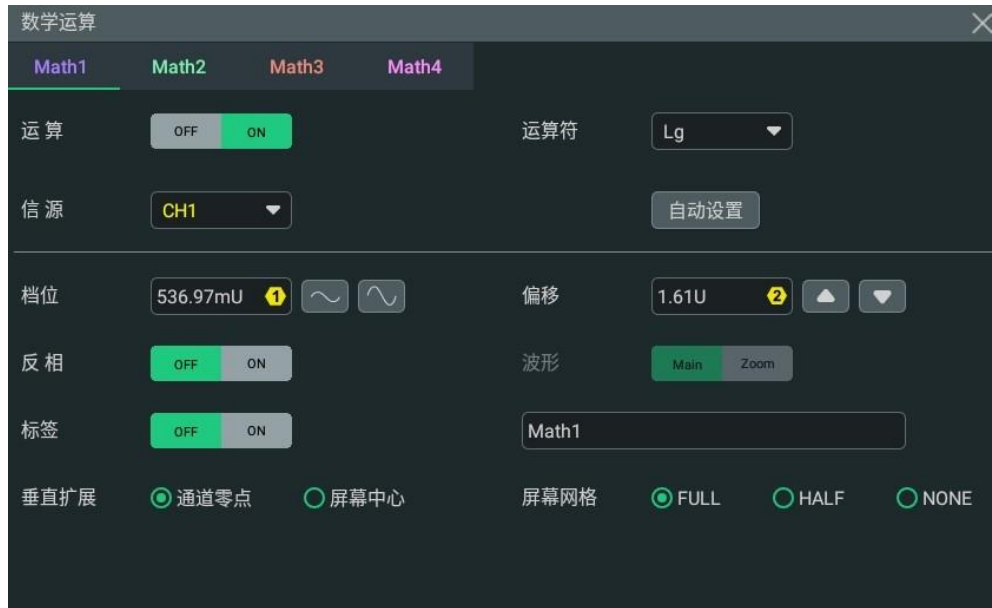 数学运算
Math1 Math2 Math3 Math4
运算 OFF ON 运算符 Lg
信源 CH1 自动设置
档位 536.97mU 1 偏移 1.61U 2
反相 OFF ON 波形 Main Zoom
标签 OFF ON Math1
垂直扩展 通道零点 屏幕中心 屏幕网格 FULL HALF NONE